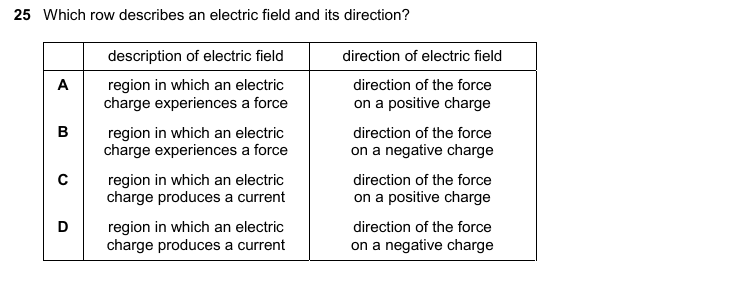 25 Which row describes an electric field and its direction?
description of electric field direction of electric field
A region in which an electric direction of the force
charge experiences a force on a positive charge
B region in which an electric direction of the force
charge experiences a force on a negative charge
C region in which an electric direction of the force
charge produces a current on a positive charge
D region in which an electric direction of the force
charge produces a current on a negative charge